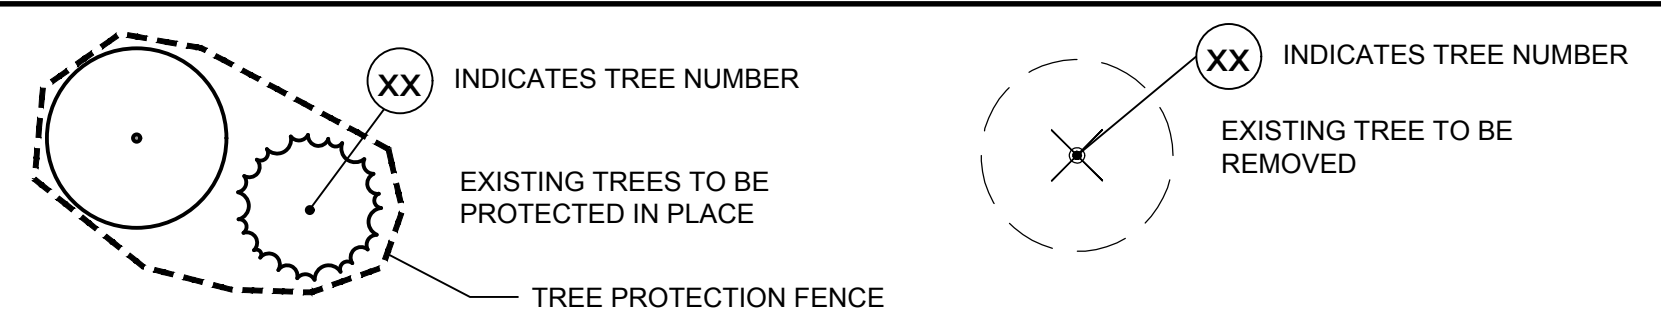 XX
INDICATES TREE NUMBER
EXISTING TREES TO BE
PROTECTED IN PLACE
TREE PROTECTION FENCE
XX
INDICATES TREE NUMBER
EXISTING TREE TO BE
REMOVED